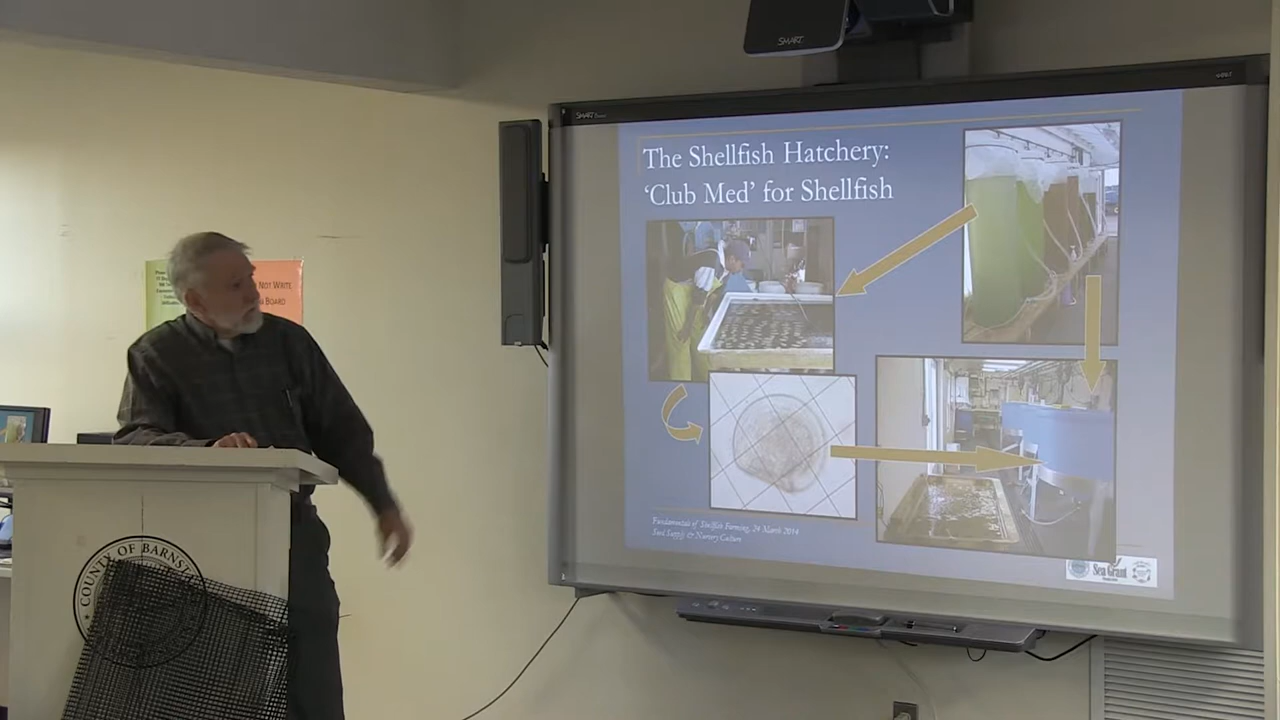 SMART
SMART
The Shellfish Hatchery:
'Club Med' for Shellfish
NOT WRITE
BOARD
Fundamentals of Shellfish Farming, 24 March 2014
Seed Supply & Nursery Culture
Sea Grant
COUNTY OF BARNST